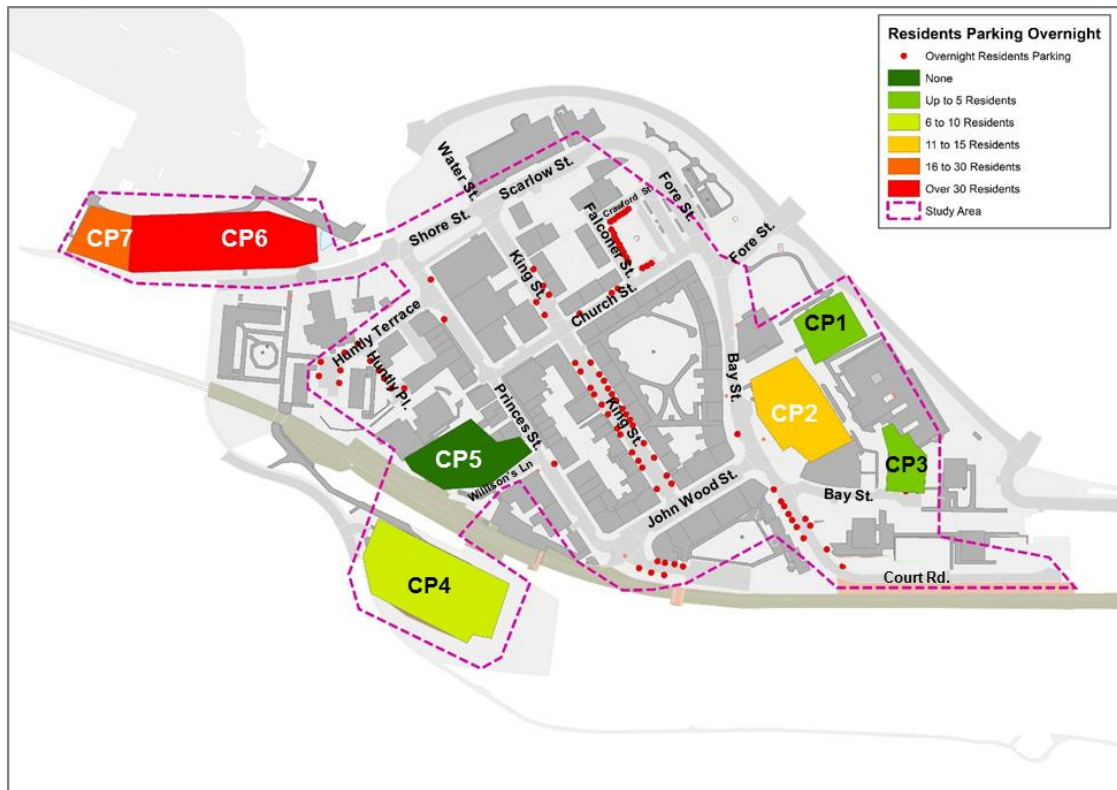 Residents Parking Overnight
Overnight Residents Parking
None
Up to 5 Residents
6 to 10 Residents
11 to 15 Residents
16 to 30 Residents
Over 30 Residents
Study Area
Water St.
Scarlow St.
Fore St.
Crawford St.
Shore St.
Falconer St.
Fore St.
CP7
CP6
King St.
Church St.
Huntly Terrace
CP1
Huntly Pl.
Bay St.
CP2
Princes St.
King St.
CP5
CP3
Willison's Ln
John Wood St.
Bay St.
CP4
Court Rd.